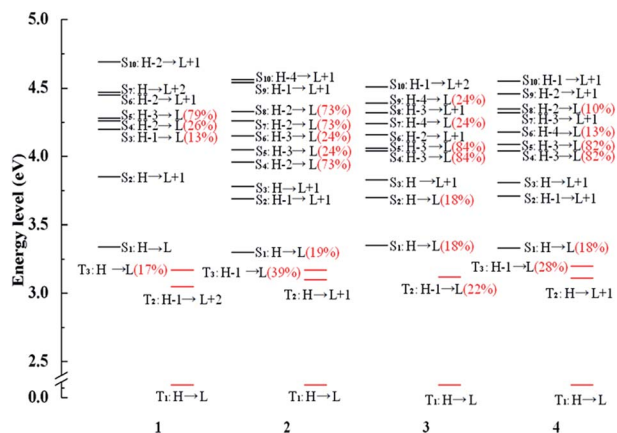 5.0
4.5
4.0
3.5
3.0
2.5
0.0
Energy level (eV)
S10: H-2→L+1
S7: H→L+2
S6: H-2→L+1
S5: H-3→L(79%)
S4: H-2→L(26%)
S3: H-1→L(13%)
S2: H→L+1
S1: H→L
T3: H →L(17%)
T2: H-1→L+2
T1: H→L
1
S10: H-4→L+1
S9: H-1→L+1
S8: H-2→L(73%)
S7: H-2→L(73%)
S6: H-3→L(24%)
S5: H-3→L(24%)
S4: H-2→L(73%)
S3: H→L+1
S2: H-1→L+1
S1: H→L(19%)
T3: H-1 →L(39%)
T2: H→L+1
T1: H→L
2
S10: H-1→L+2
S9: H-4→L(24%)
S8: H-3→L+1
S7: H-4→L(24%)
S6: H-2→L+1
S5: H-3→L(84%)
S4: H-3→L(84%)
S3: H →L+1
S2: H→L(18%)
S1: H→L(18%)
T2: H-1→L(22%)
T1: H→L
3
S10: H-1→L+1
S9: H-2→L+1
S8: H-2→L(10%)
S7: H-3→L+1
S6: H-4→L(13%)
S5: H-3→L(82%)
S4: H-3→L(82%)
S3: H→L+1
S2: H-1→L+1
S1: H→L(18%)
T3: H-1→L(28%)
T2: H→L+1
T1: H→L
4